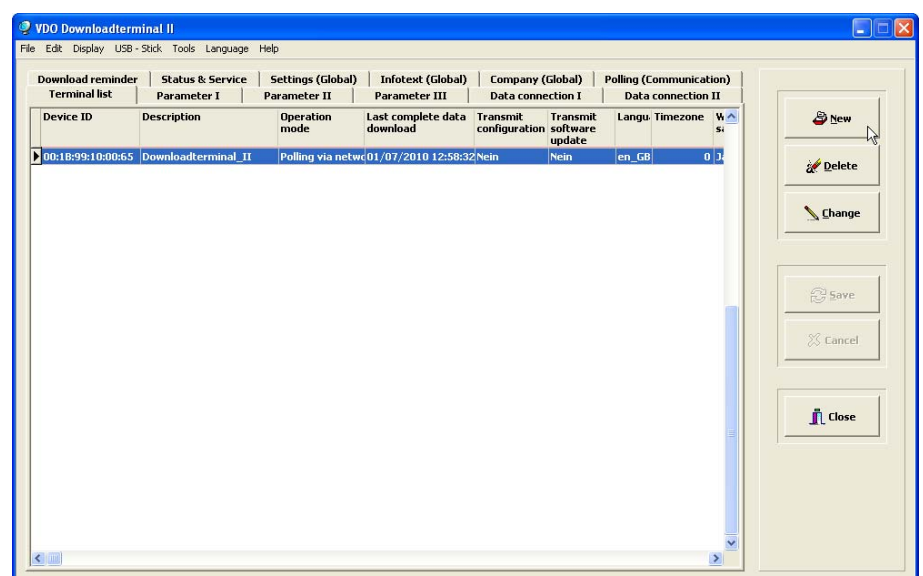 VDO Downloadterminal II
File Edit Display USB - Stick Tools Language Help
Download reminder Status & Service Settings (Global) Infotext (Global) Company (Global) Polling (Communication)
Terminal list Parameter I Parameter II Parameter III Data connection I Data connection II
Device ID Description Operation mode Last complete data download Transmit configuration Transmit software update Langu Timezone
00:1B:99:10:00:65 Downloadterminal_II Polling via netwo 01/07/2010 12:58:32 Nein Nein en_GB 0
New
Delete
Change
Save
Cancel
Close